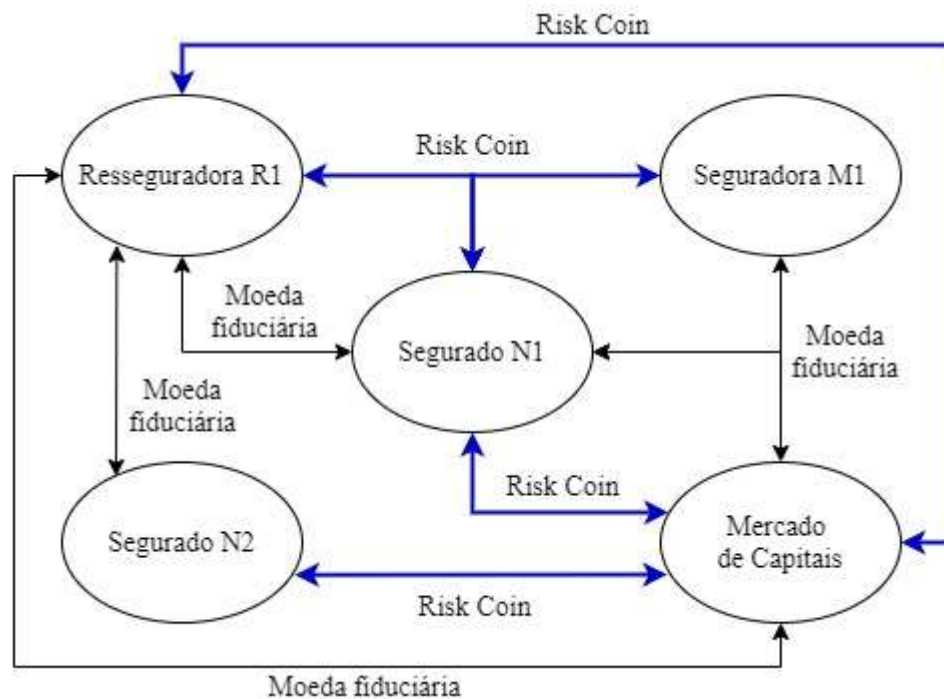 Risk Coin
Risk Coin
Resseguradora R1
Seguradora M1
Moeda
fiduciária
Segurado N1
Moeda
fiduciária
Moeda
fiduciária
Risk Coin
Segurado N2
Mercado
de Capitais
Risk Coin
Moeda fiduciária